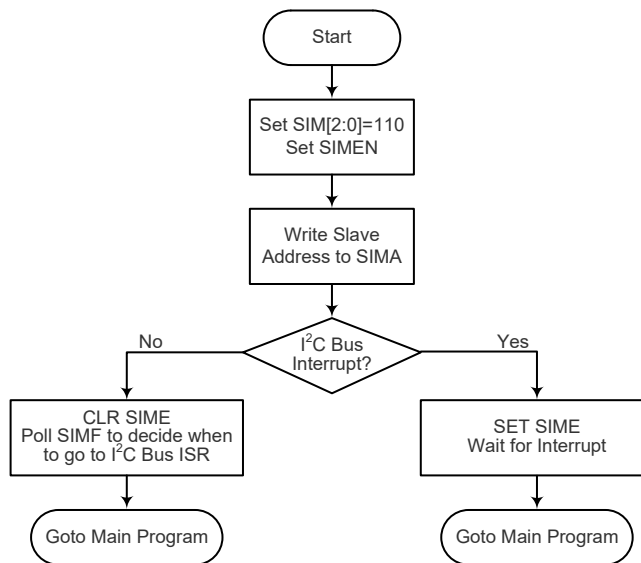 Start
Set SIM[2:0]=110
Set SIMEN
Write Slave
Address to SIMA
I²C Bus
Interrupt?
No
Yes
CLR SIME
Poll SIMF to decide when
to go to I²C Bus ISR
SET SIME
Wait for Interrupt
Goto Main Program
Goto Main Program